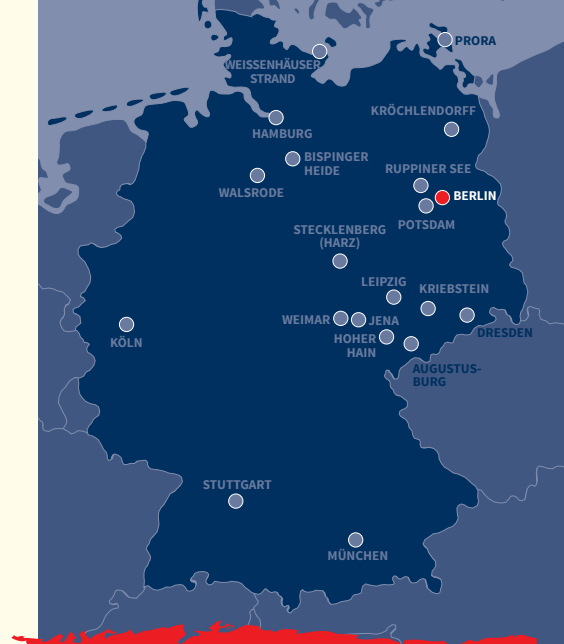 PRORA
WEISSENHÄUSER
STRAND
KRÖCHLENDORFF
HAMBURG
BISPINGER
HEIDE
RUPPINER SEE
WALSRODE
BERLIN
POTSDAM
STECKLENBERG
(HARZ)
LEIPZIG
KRIEBSTEIN
WEIMAR
JENA
DRESDEN
HOHER
HAIN
KÖLN
AUGUSTUS-
BURG
STUTTGART
MÜNCHEN